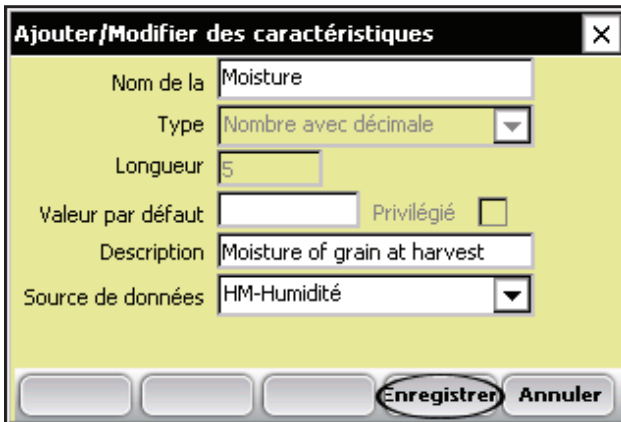 Ajouter/Modifier des caractéristiques
Nom de la Moisture
Type Nombre avec décimale
Longueur 5
Valeur par défaut Privilégié
Description Moisture of grain at harvest
Source de données HM-Humidité
Enregistrer Annuler